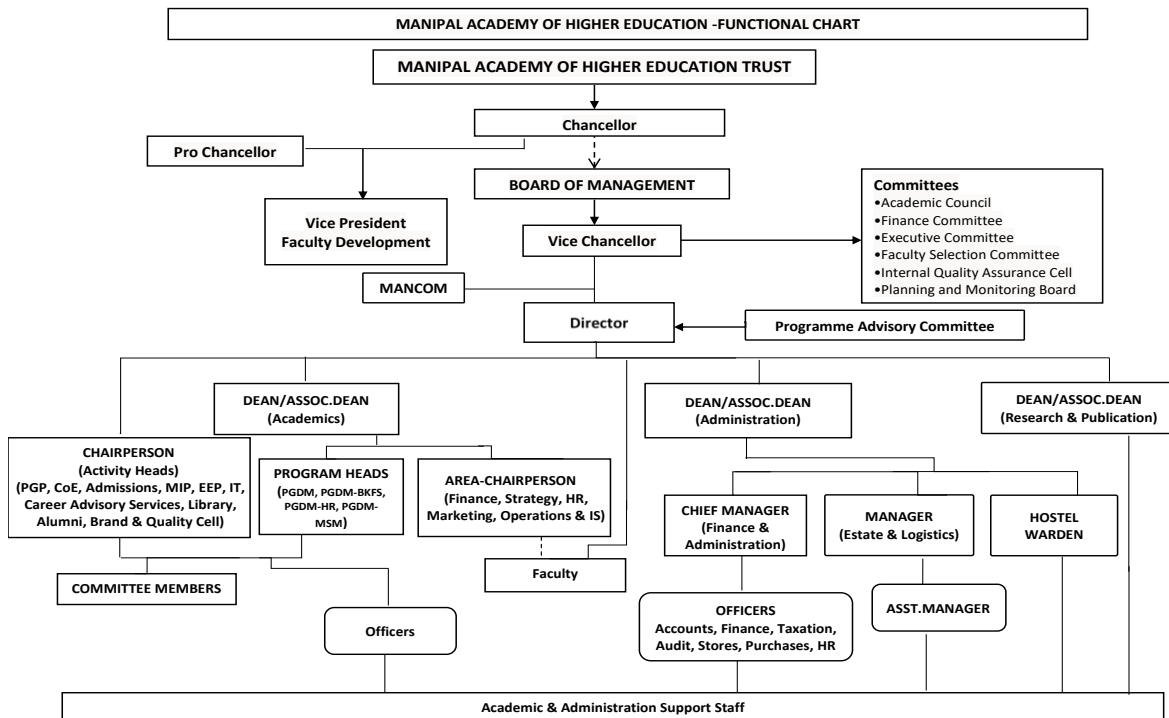 MANIPAL ACADEMY OF HIGHER EDUCATION -FUNCTIONAL CHART
MANIPAL ACADEMY OF HIGHER EDUCATION TRUST
Chancellor
Pro Chancellor
BOARD OF MANAGEMENT
Vice President
Faculty Development
Vice Chancellor
Committees
•Academic Council
•Finance Committee
•Executive Committee
•Faculty Selection Committee
•Internal Quality Assurance Cell
•Planning and Monitoring Board
MANCOM
Director
Programme Advisory Committee
DEAN/ASSOC.DEAN
(Academics)
DEAN/ASSOC.DEAN
(Administration)
DEAN/ASSOC.DEAN
(Research & Publication)
CHAIRPERSON
(Activity Heads)
(PGP, CoE, Admissions, MIP, EEP, IT,
Career Advisory Services, Library,
Alumni, Brand & Quality Cell)
PROGRAM HEADS
(PGDM, PGDM-BKFS,
PGDM-HR, PGDM-
MSM)
AREA-CHAIRPERSON
(Finance, Strategy, HR,
Marketing, Operations & IS)
CHIEF MANAGER
(Finance &
Administration)
MANAGER
(Estate & Logistics)
HOSTEL
WARDEN
COMMITTEE MEMBERS
Faculty
Officers
OFFICERS
Accounts, Finance, Taxation,
Audit, Stores, Purchases, HR
ASST.MANAGER
Academic & Administration Support Staff